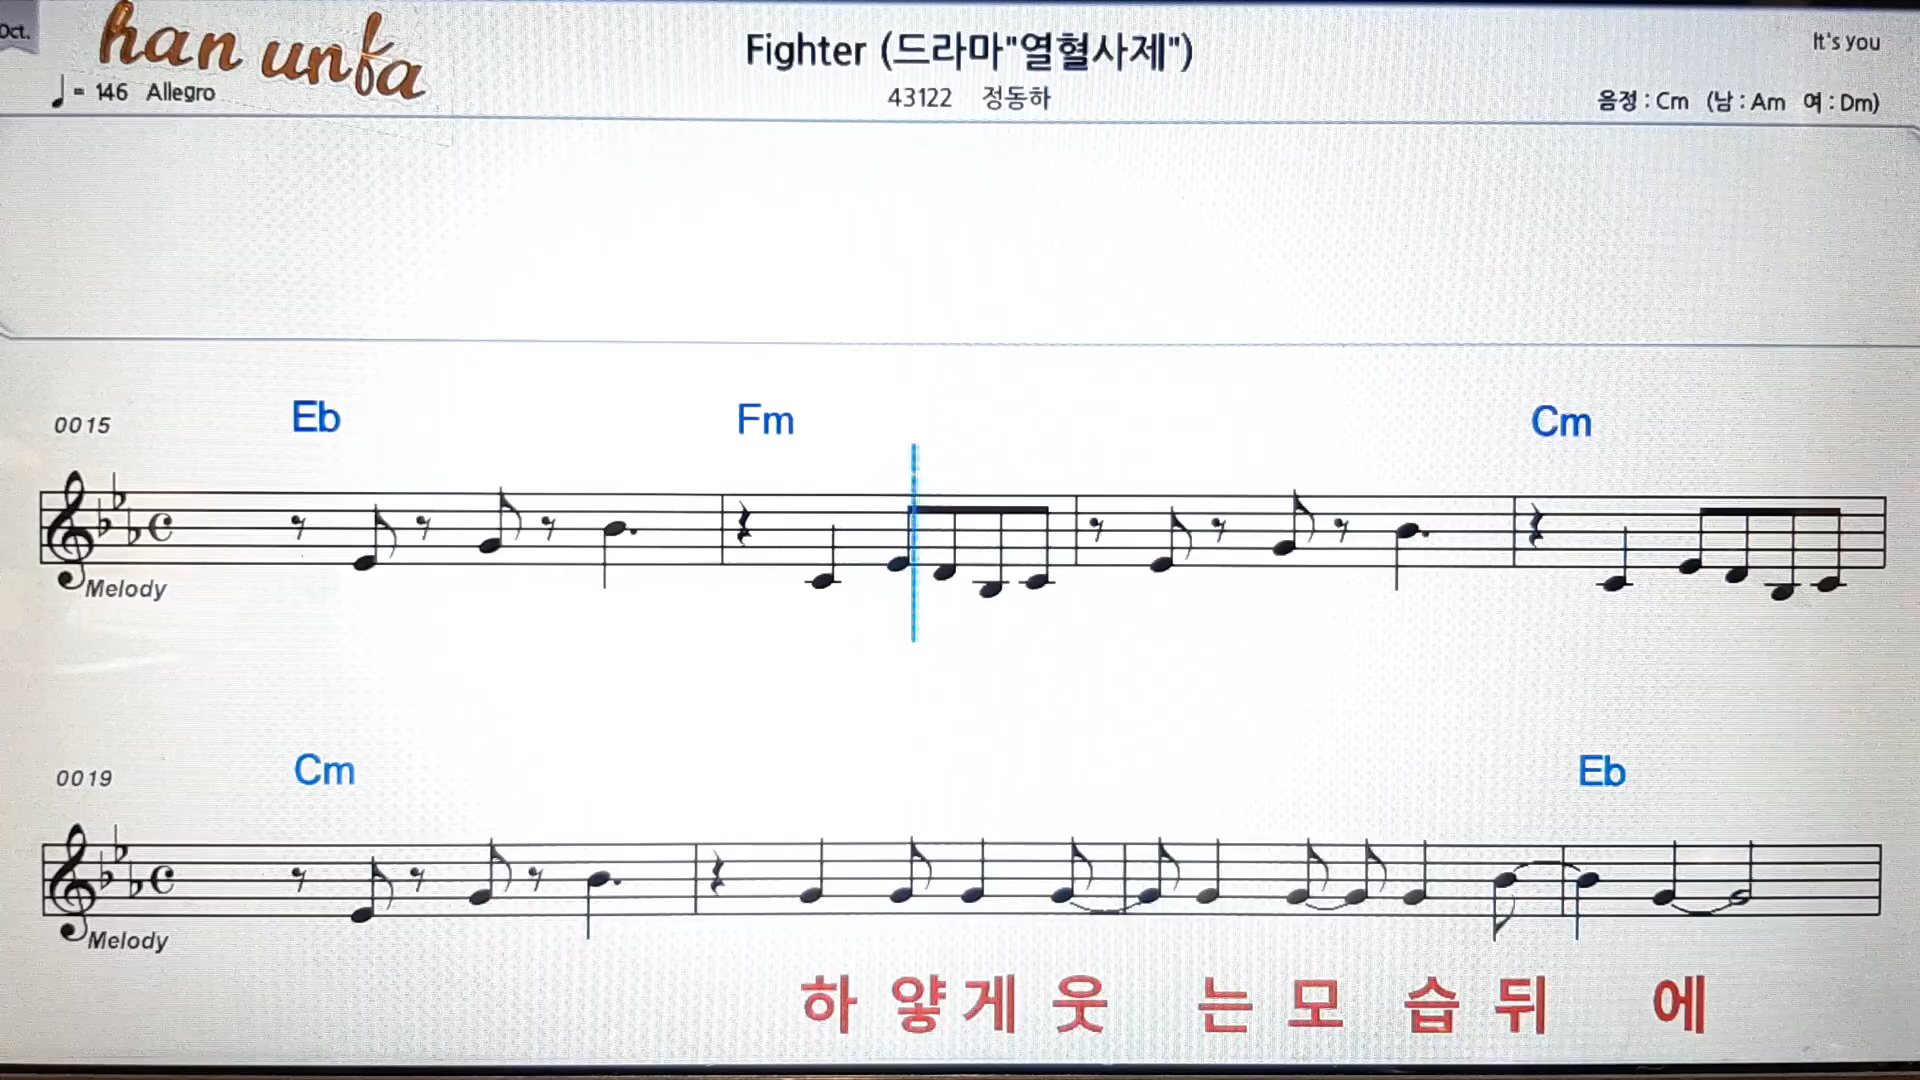 Oct.
han unfa
Fighter (드라마"열혈사제")
It's you
♩ = 146 Allegro
43122 정동하
음정 : Cm (남 : Am 여 : Dm)
0015
Eb Fm Cm
Melody
0019
Cm Eb
Melody
하 얗 게 웃 는 모 습 뒤 에